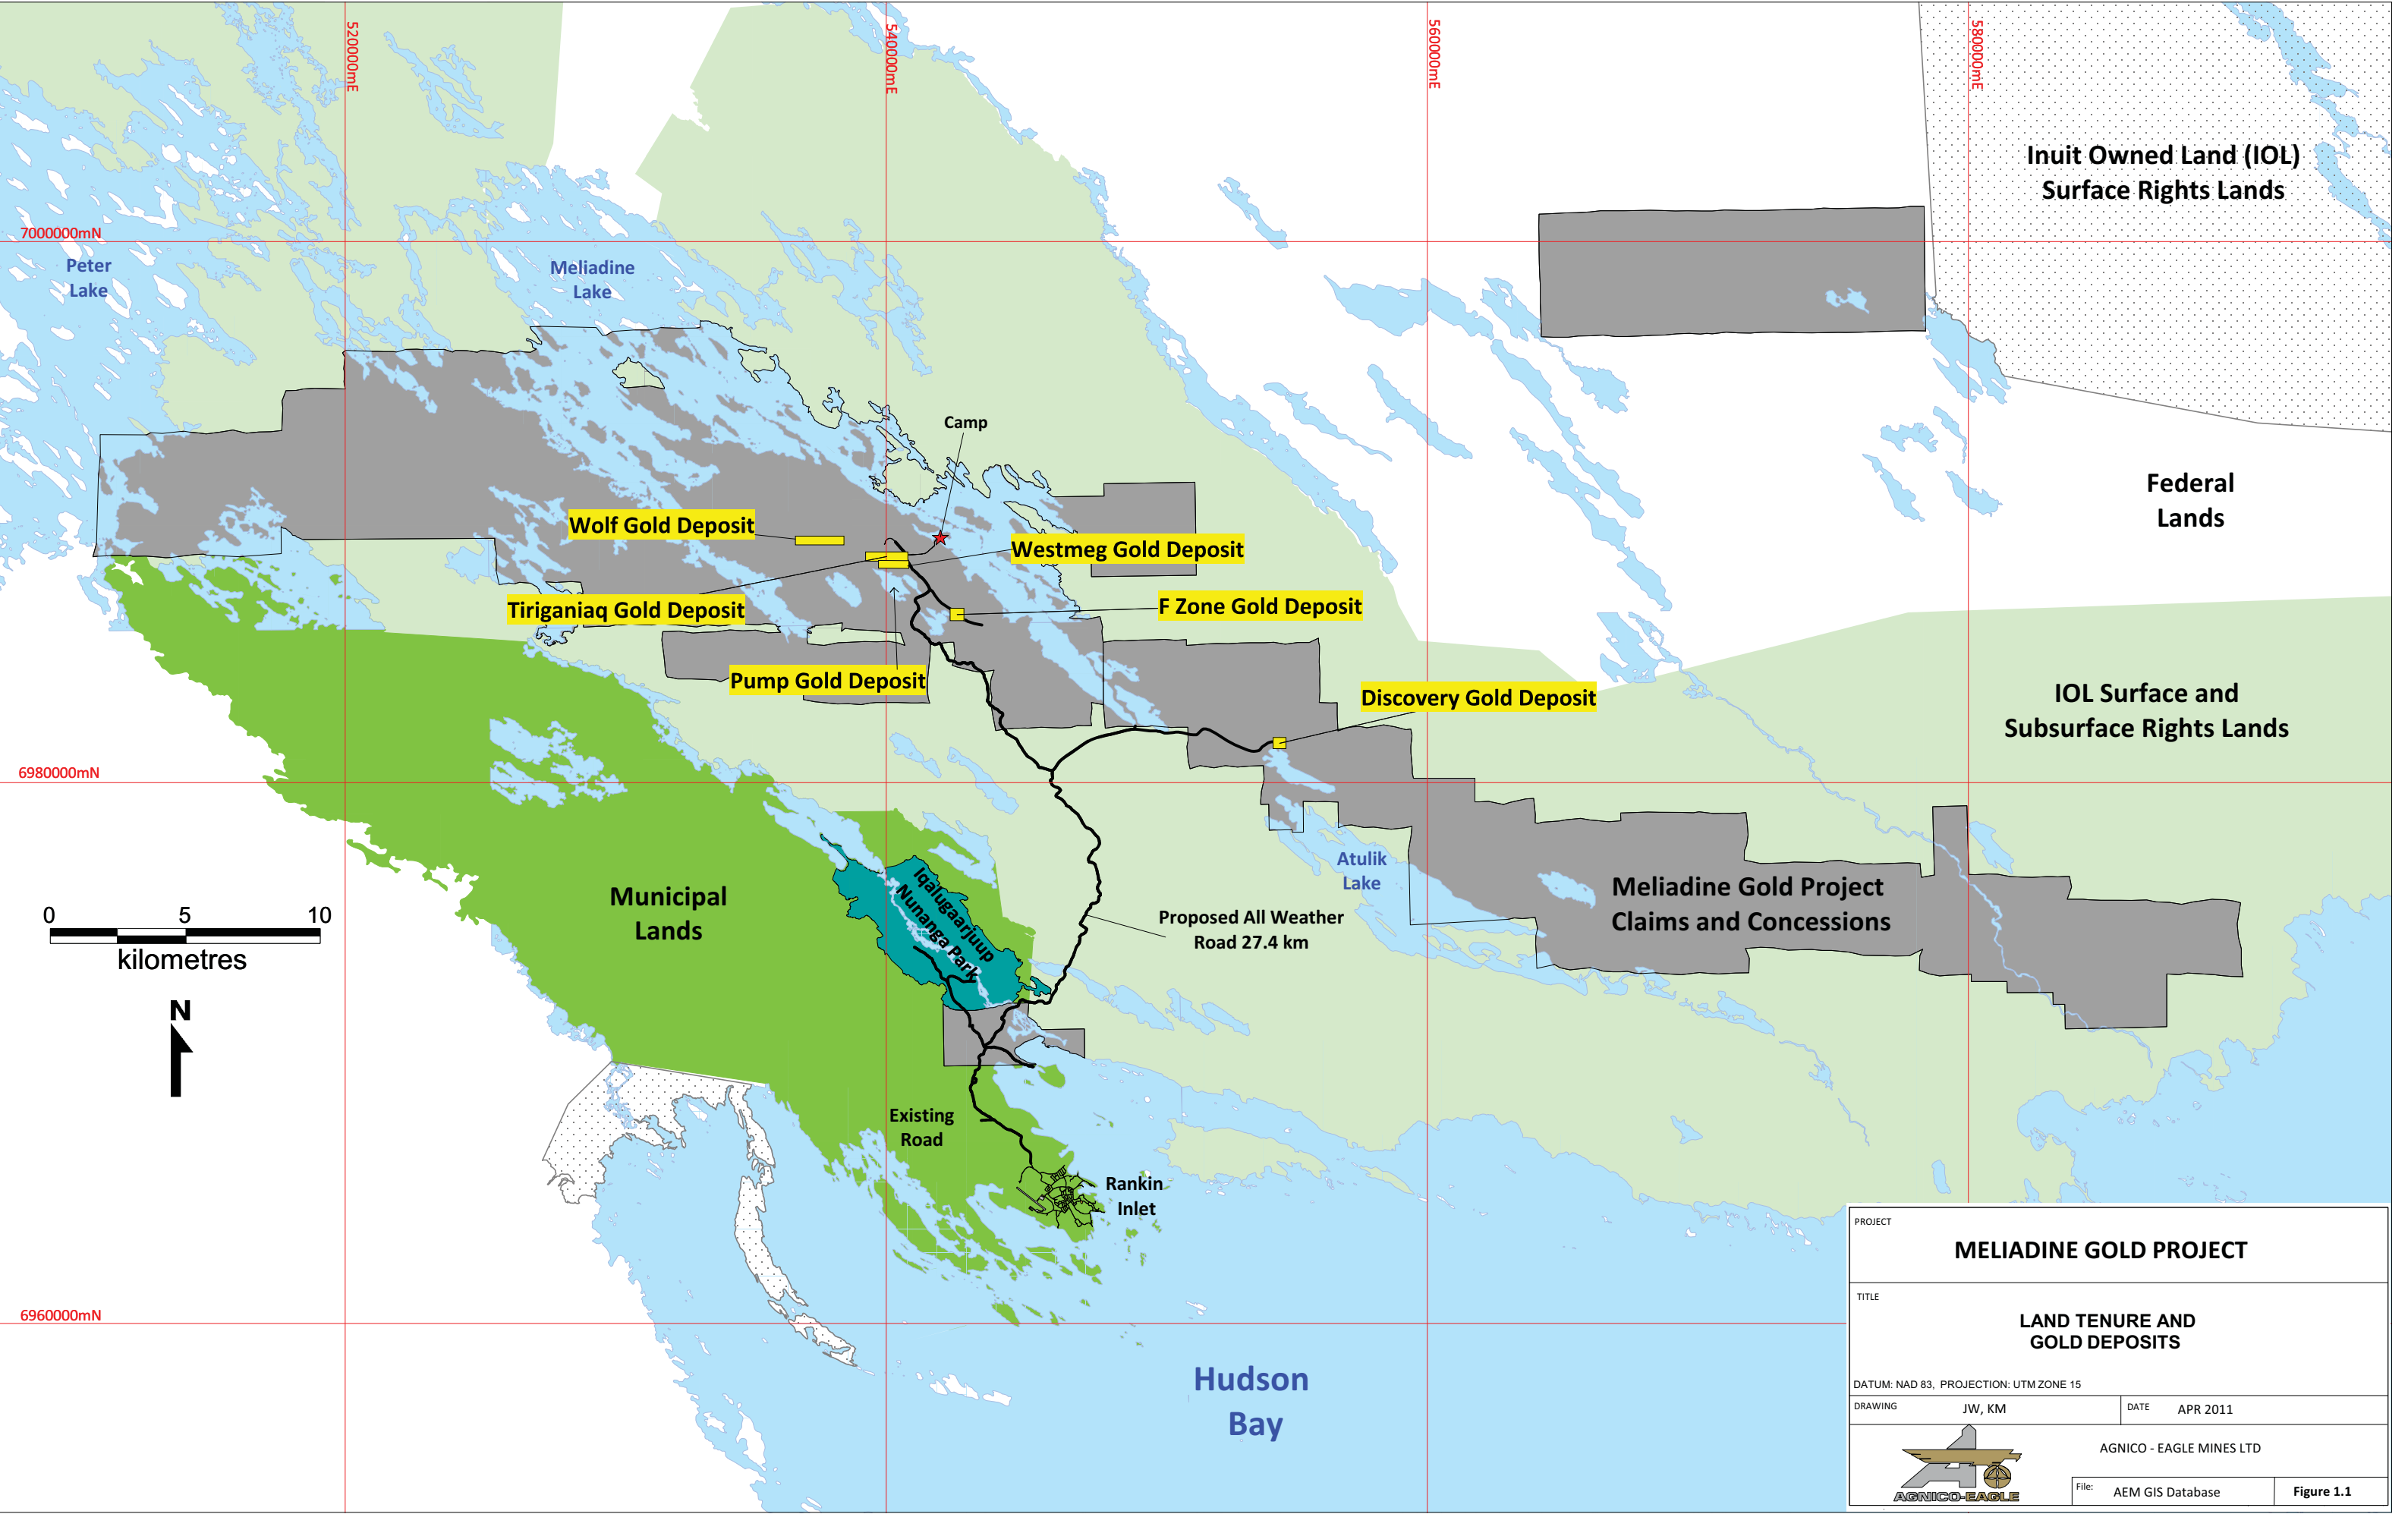 520000mE
540000mE
560000mE
580000mE
Inuit Owned Land (IOL)
Surface Rights Lands
7000000mN
Peter
Lake
Meliadine
Lake
Camp
Federal
Lands
Wolf Gold Deposit
Westmeg Gold Deposit
Tiriganiaq Gold Deposit
F Zone Gold Deposit
Pump Gold Deposit
Discovery Gold Deposit
IOL Surface and
Subsurface Rights Lands
6980000mN
Atulik
Lake
Meliadine Gold Project
Claims and Concessions
Municipal
Lands
Iqalugaarjuup
Nunanga Park
Proposed All Weather
Road 27.4 km
0 5 10
kilometres
N
Existing
Road
Rankin
Inlet
6960000mN
Hudson
Bay
PROJECT
MELIADINE GOLD PROJECT
TITLE
LAND TENURE AND
GOLD DEPOSITS
DATUM: NAD 83, PROJECTION: UTM ZONE 15
DRAWING JW, KM DATE APR 2011
AGNICO - EAGLE MINES LTD
AGNICO-EAGLE
File: AEM GIS Database Figure 1.1